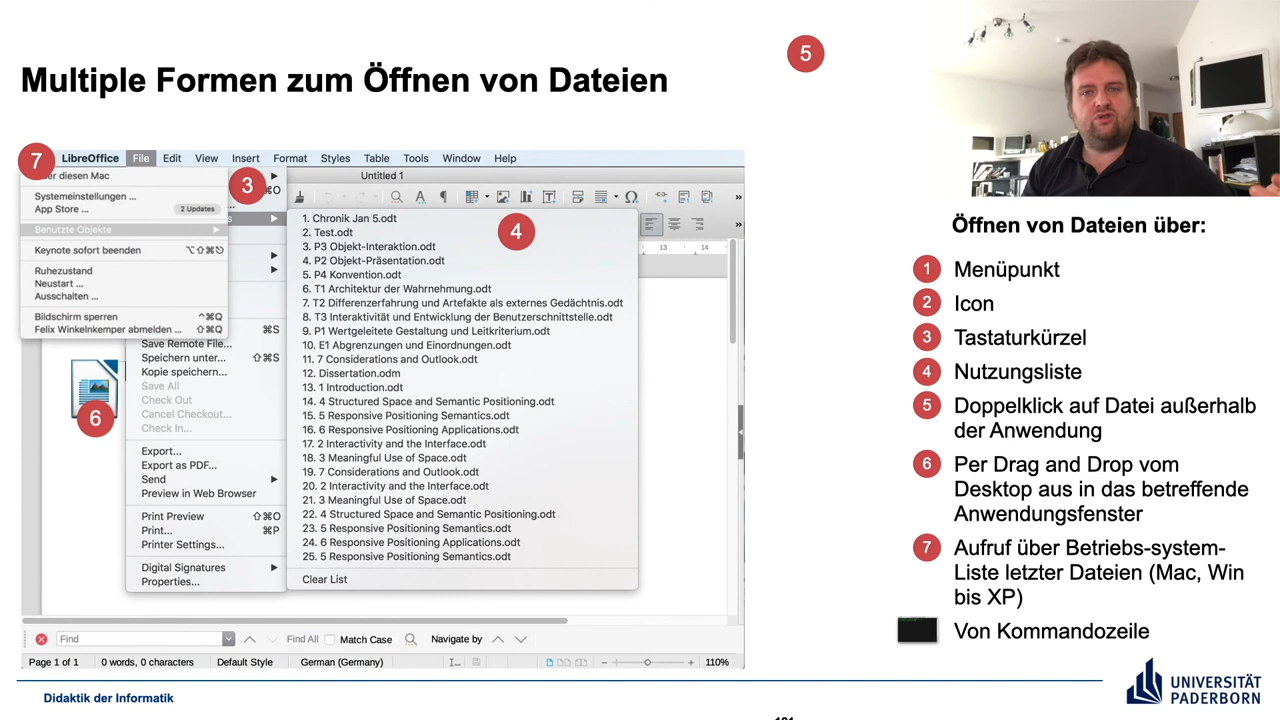 Multiple Formen zum Öffnen von Dateien
5
7
LibreOffice File Edit View Insert Format Styles Table Tools Window Help
er diesen Mac
Untitled 1
Systemeinstellungen ...
App Store ... 2 Updates
Benutzte Objekte
Keynote sofort beenden
Ruhezustand
Neustart ...
Ausschalten ...
Bildschirm sperren ^⌘Q
Felix Winkelnkemper abmelden ... ⇧⌘Q
3
4
13 14
1. Chronik Jan 5.odt
2. Test.odt
3. P3 Objekt-Interaktion.odt
4. P2 Objekt-Präsentation.odt
5. P4 Konvention.odt
6. T1 Architektur der Wahrnehmung.odt
7. T2 Differenzerfahrung und Artefakte als externes Gedächtnis.odt
8. T3 Interaktivität und Entwicklung der Benutzerschnittstelle.odt
9. P1 Wertgeleitete Gestaltung und Leitkriterium.odt
10. E1 Abgrenzungen und Einordnungen.odt
11. 7 Considerations and Outlook.odt
12. Dissertation.odm
13. 1 Introduction.odt
14. 4 Structured Space and Semantic Positioning.odt
15. 5 Responsive Positioning Semantics.odt
16. 6 Responsive Positioning Applications.odt
17. 2 Interactivity and the Interface.odt
18. 3 Meaningful Use of Space.odt
19. 7 Considerations and Outlook.odt
20. 2 Interactivity and the Interface.odt
21. 3 Meaningful Use of Space.odt
22. 4 Structured Space and Semantic Positioning.odt
23. 5 Responsive Positioning Semantics.odt
24. 6 Responsive Positioning Applications.odt
25. 5 Responsive Positioning Semantics.odt
Clear List
⌘S
Save Remote File...
Speichern unter... ⇧⌘S
Kopie speichern...
Save All
Check Out
Cancel Checkout...
Check In...
6
Export...
Export as PDF...
Send
Preview in Web Browser
Print Preview ⇧⌘O
Print... ⌘P
Printer Settings...
Digital Signatures
Properties...
Find Find All Match Case Navigate by
Page 1 of 1 0 words, 0 characters Default Style German (Germany) 110%
Öffnen von Dateien über:
1 Menüpunkt
2 Icon
3 Tastaturkürzel
4 Nutzungsliste
5 Doppelklick auf Datei außerhalb
der Anwendung
6 Per Drag and Drop vom
Desktop aus in das betreffende
Anwendungsfenster
7 Aufruf über Betriebs-system-
Liste letzter Dateien (Mac, Win
bis XP)
Von Kommandozeile
Didaktik der Informatik
UNIVERSITÄT
PADERBORN